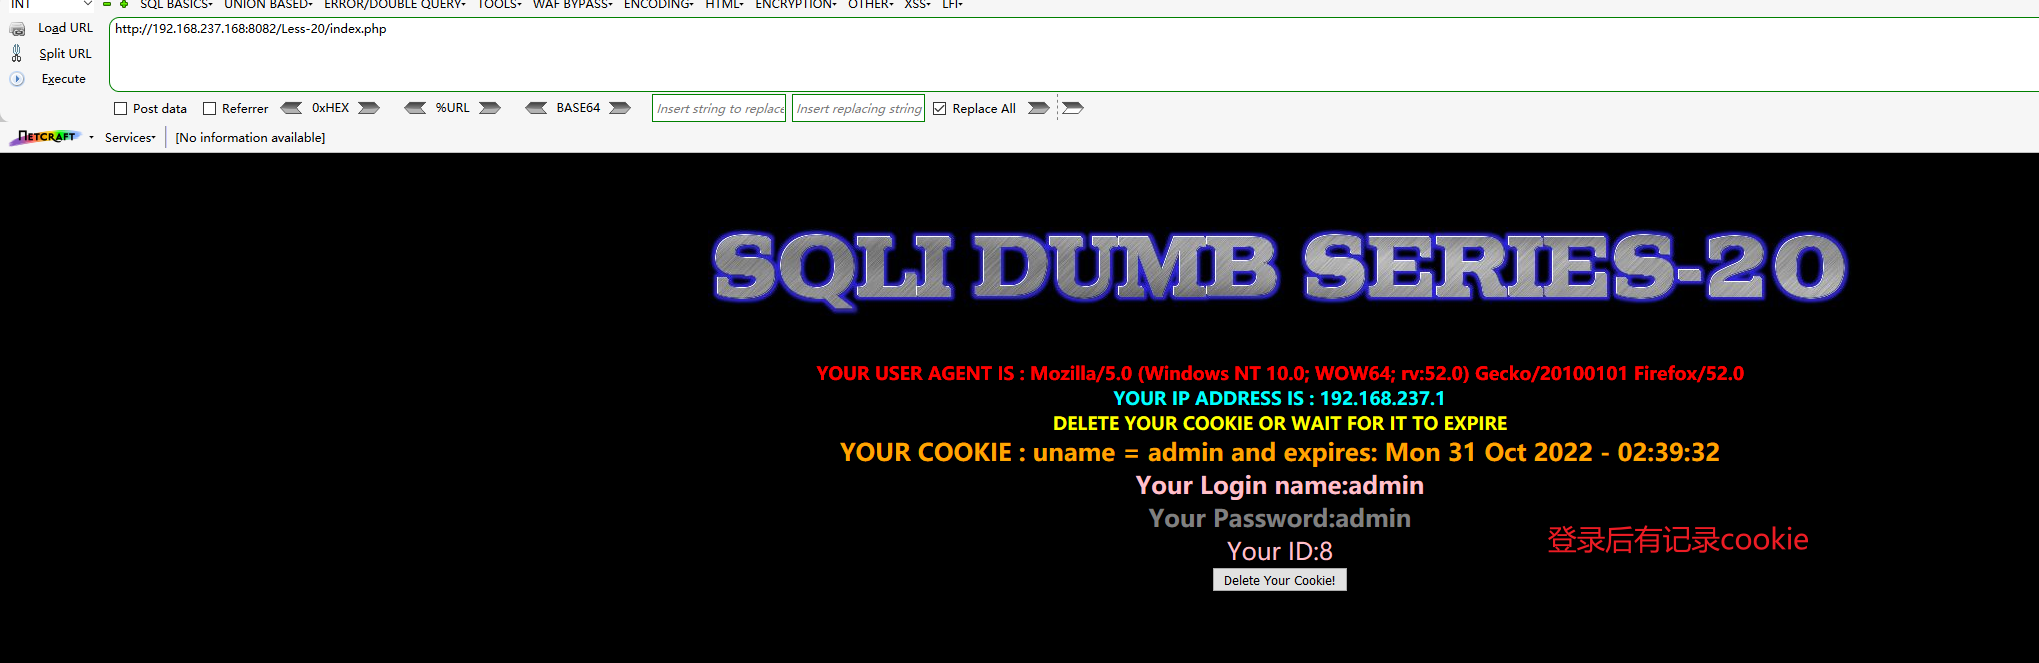 INT SQL BASICS▾ UNION BASED▾ ERROR/DOUBLE QUERY▾ TOOLS▾ WAF BYPASS▾ ENCODING▾ HTML▾ ENCRYPTION▾ OTHER▾ XSS▾ LFI▾
Load URL http://192.168.237.168:8082/Less-20/index.php
Split URL
Execute
Post data Referrer 0xHEX %URL BASE64 Insert string to replace Insert replacing string Replace All
NETCRAFT Services▾ [No information available]
SQLI DUMB SERIES-20
YOUR USER AGENT IS : Mozilla/5.0 (Windows NT 10.0; WOW64; rv:52.0) Gecko/20100101 Firefox/52.0
YOUR IP ADDRESS IS : 192.168.237.1
DELETE YOUR COOKIE OR WAIT FOR IT TO EXPIRE
YOUR COOKIE : uname = admin and expires: Mon 31 Oct 2022 - 02:39:32
Your Login name:admin
Your Password:admin
登录后有记录cookie
Your ID:8
Delete Your Cookie!